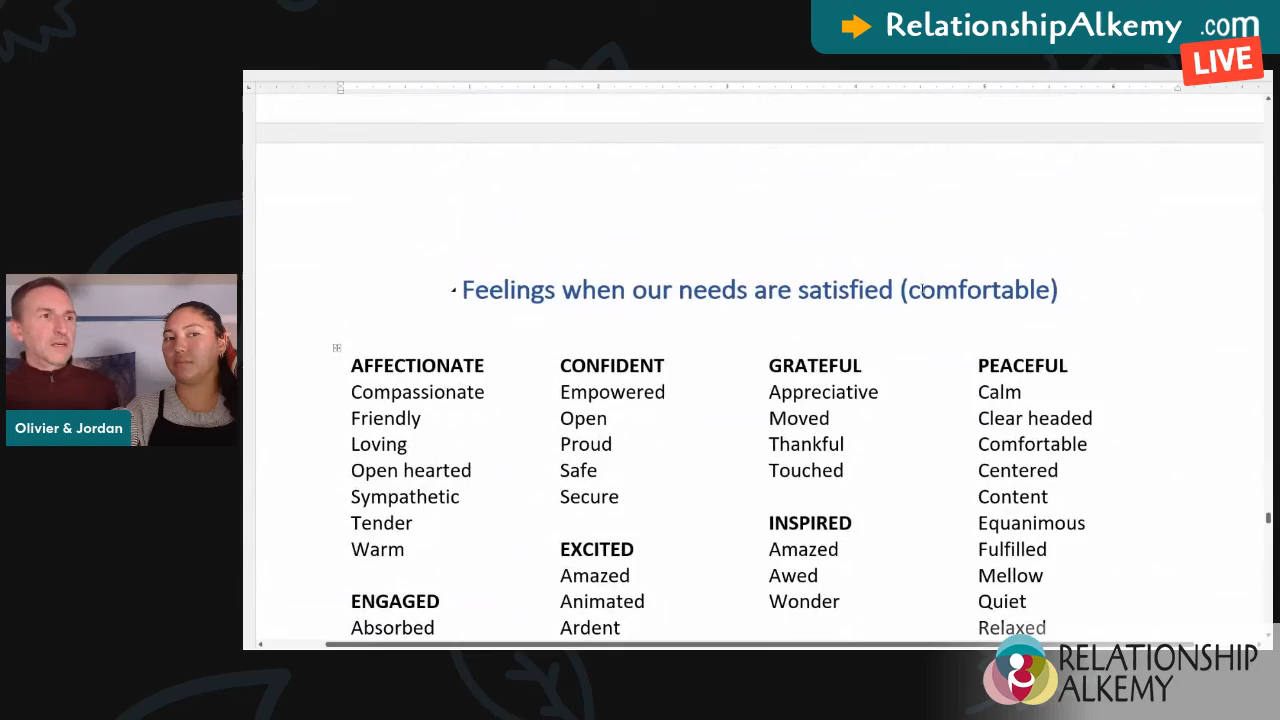 RelationshipAlkemy .com
LIVE
Feelings when our needs are satisfied (comfortable)
AFFECTIONATE
Compassionate
Friendly
Loving
Open hearted
Sympathetic
Tender
Warm
ENGAGED
Absorbed
CONFIDENT
Empowered
Open
Proud
Safe
Secure
EXCITED
Amazed
Animated
Ardent
GRATEFUL
Appreciative
Moved
Thankful
Touched
INSPIRED
Amazed
Awed
Wonder
PEACEFUL
Calm
Clear headed
Comfortable
Centered
Content
Equanimous
Fulfilled
Mellow
Quiet
Relaxed
Olivier & Jordan
RELATIONSHIP
ALKEMY